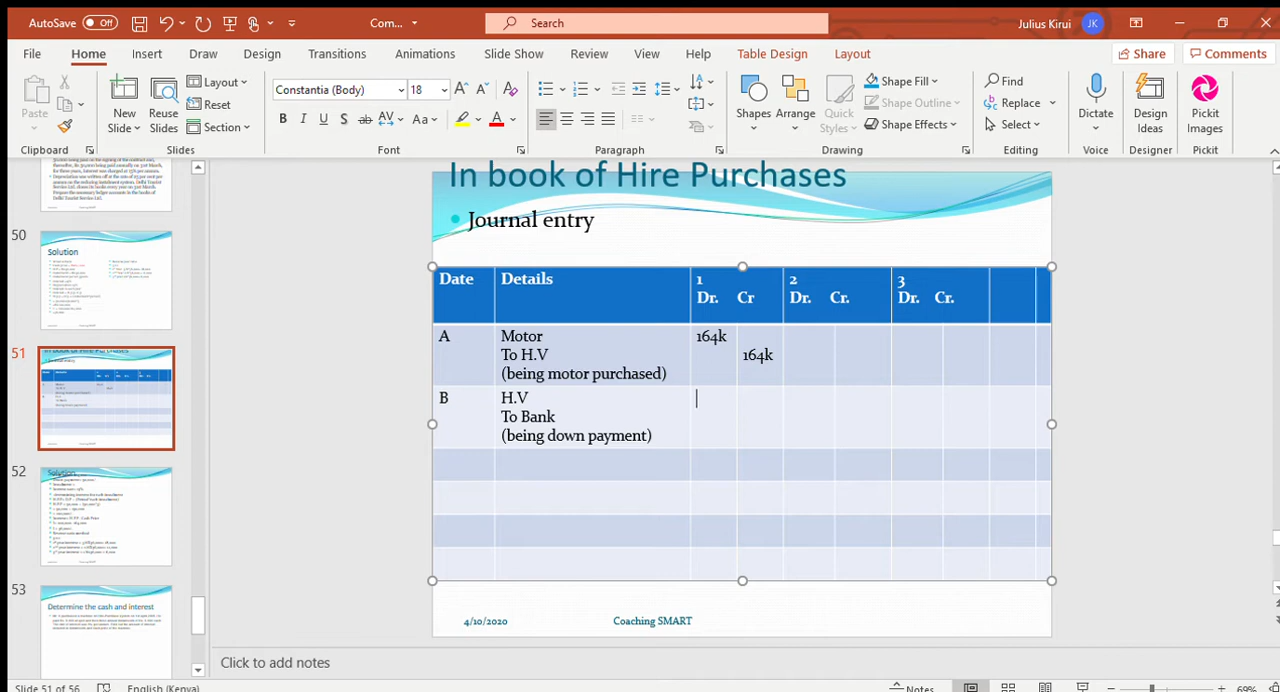 AutoSave Off Com... Search Julius Kirui JK
File Home Insert Draw Design Transitions Animations Slide Show Review View Help Table Design Layout Share Comments
Paste New Slide Reuse Slides Layout Reset Section
Constantia (Body) 18
B I U S ab AV Aa A
Shapes Arrange Quick Styles Shape Fill Shape Outline Shape Effects
Find Replace Select
Dictate Design Ideas Pickit Images
Clipboard Slides Font Paragraph Drawing Editing Voice Designer Pickit
50
Solution
51
52
Solution
53
Determine the cash and interest
In book of Hire Purchases
Journal entry
Date Details 1 2 3
Dr. Cr Dr. Cr. Dr. Cr.
A Motor 164k
To H.V 164k
(being motor purchased)
B H.V
To Bank
(being down payment)
4/10/2020 Coaching SMART
Click to add notes
Slide 51 of 56 English (Kenya) Notes 69%